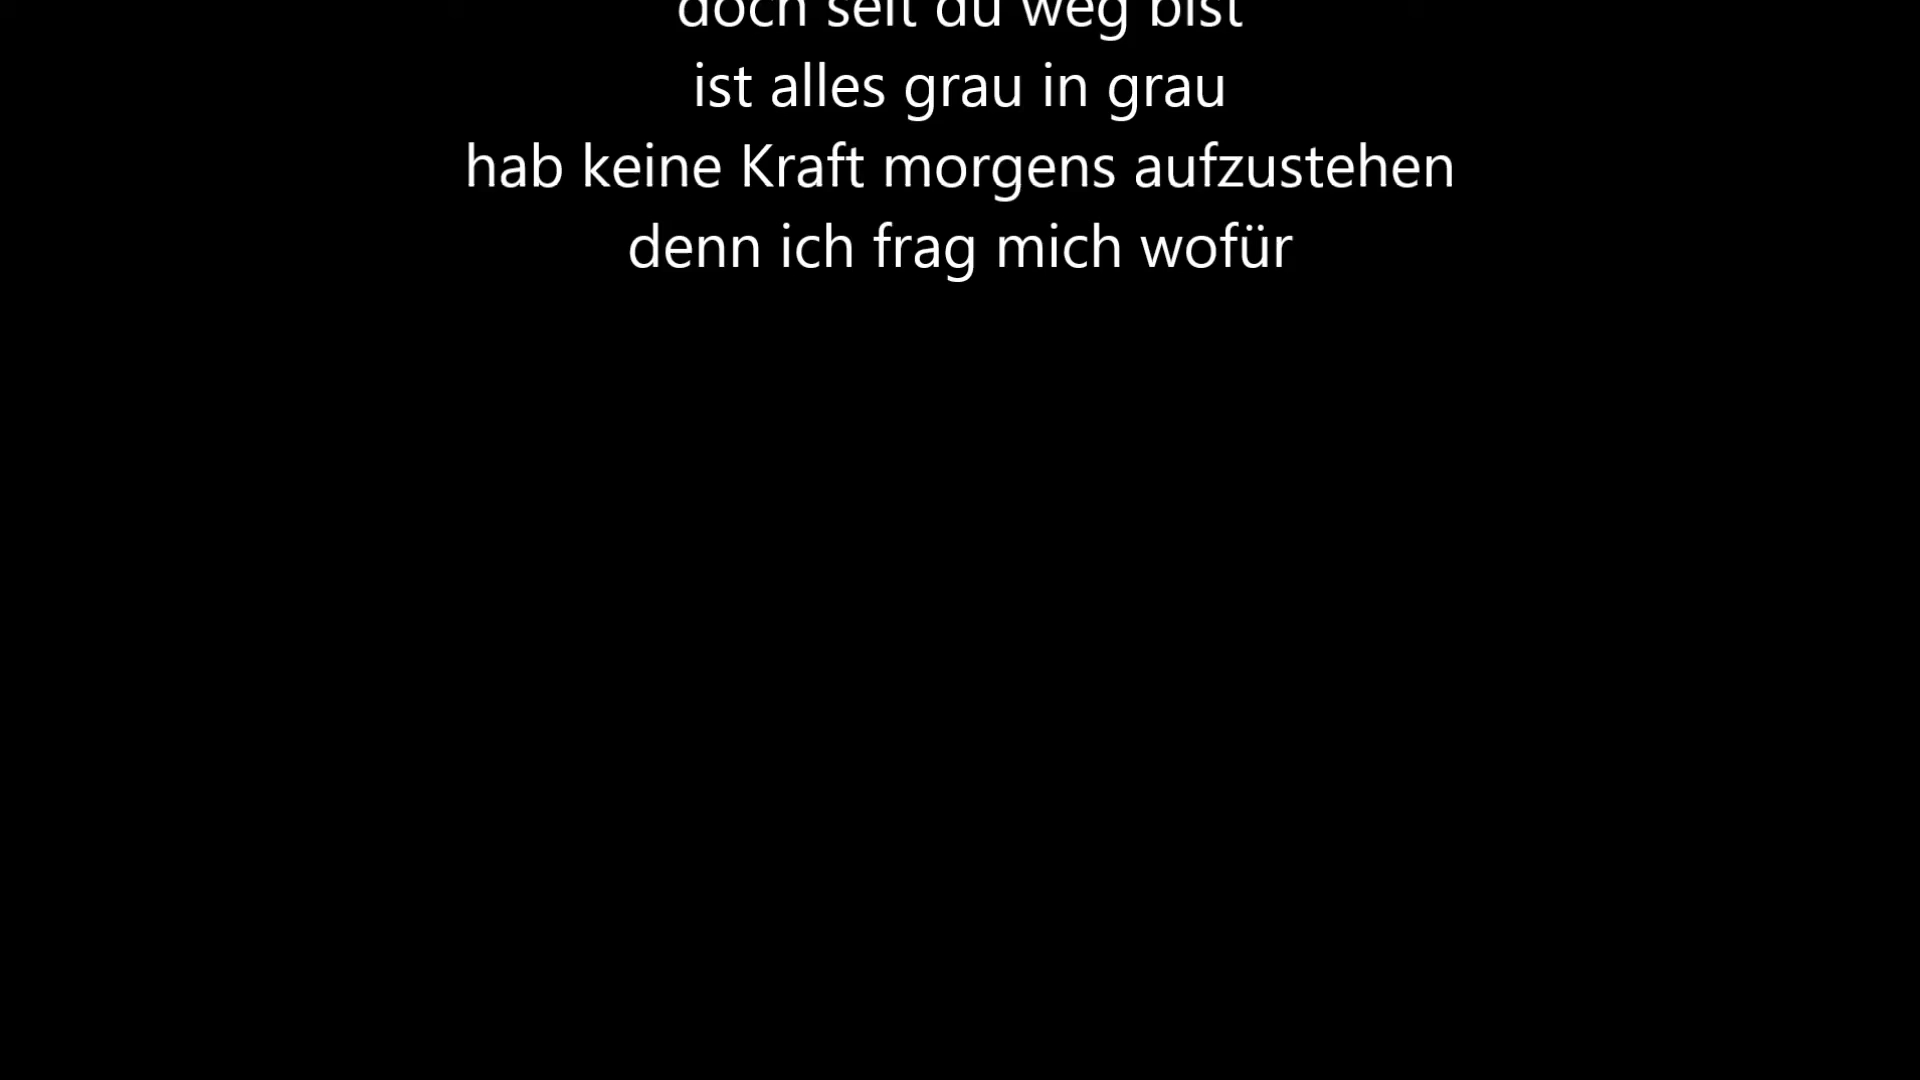 doch seit du weg bist
ist alles grau in grau
hab keine Kraft morgens aufzustehen
denn ich frag mich wofür